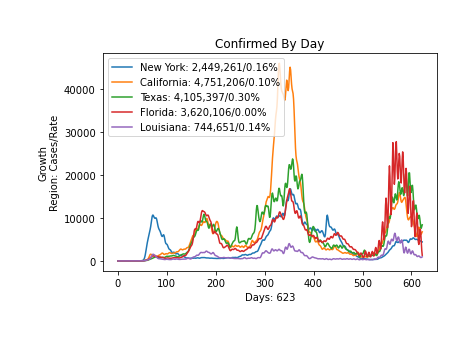 Confirmed By Day
New York: 2,449,261/0.16%
California: 4,751,206/0.10%
Texas: 4,105,397/0.30%
Florida: 3,620,106/0.00%
Louisiana: 744,651/0.14%
Growth
Region: Cases/Rate
40000
30000
20000
10000
0
0 100 200 300 400 500 600
Days: 623